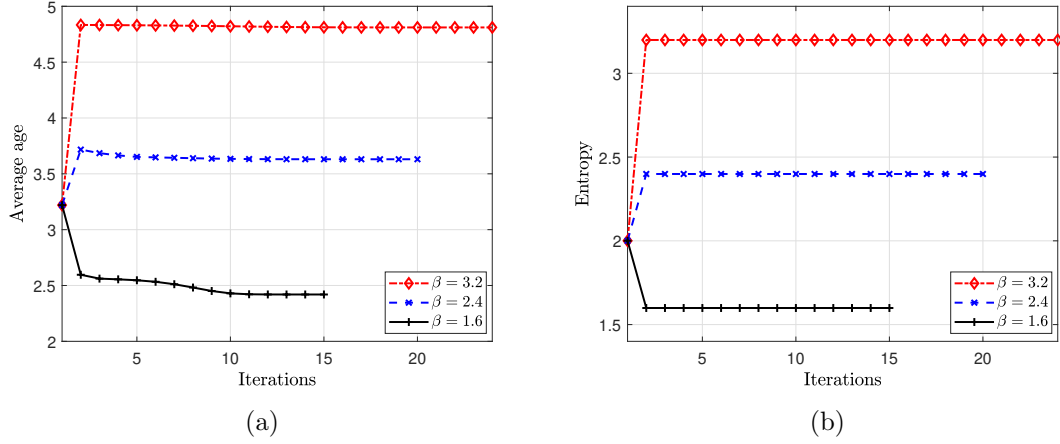 5
4.5
4
3.5
3
2.5
2
Average age
5
10
15
20
Iterations
β = 3.2
β = 2.4
β = 1.6
(a)
3
2.5
2
1.5
Entropy
5
10
15
20
Iterations
β = 3.2
β = 2.4
β = 1.6
(b)